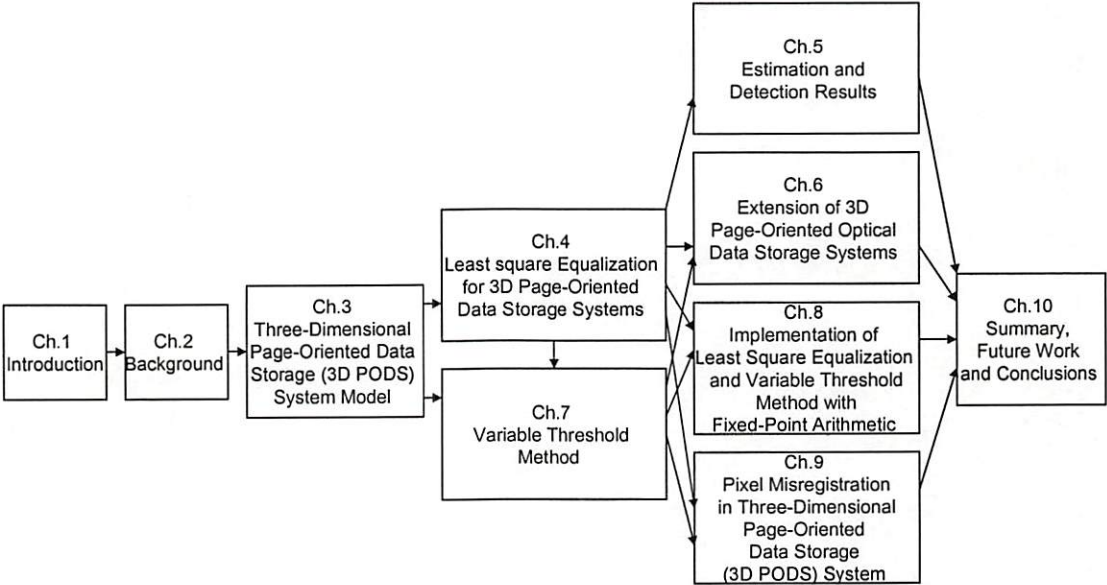 Ch.1
Introduction
Ch.2
Background
Ch.3
Three-Dimensional
Page-Oriented Data
Storage (3D PODS)
System Model
Ch.4
Least square Equalization
for 3D Page-Oriented
Data Storage Systems
Ch.7
Variable Threshold
Method
Ch.5
Estimation and
Detection Results
Ch.6
Extension of 3D
Page-Oriented Optical
Data Storage Systems
Ch.8
Implementation of
Least Square Equalization
and Variable Threshold
Method with
Fixed-Point Arithmetic
Ch.9
Pixel Misregistration
in Three-Dimensional
Page-Oriented
Data Storage
(3D PODS) System
Ch.10
Summary,
Future Work
and Conclusions